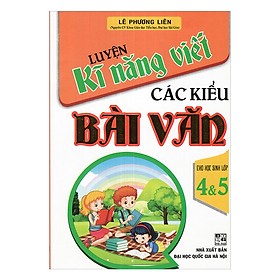 LÊ PHƯƠNG LIÊN
LUYỆN
Kĩ năng viết
CÁC KIỂU
BÀI VĂN
CHO HỌC SINH LỚP
4&5
NHÀ XUẤT BẢN
ĐẠI HỌC QUỐC GIA HÀ NỘI